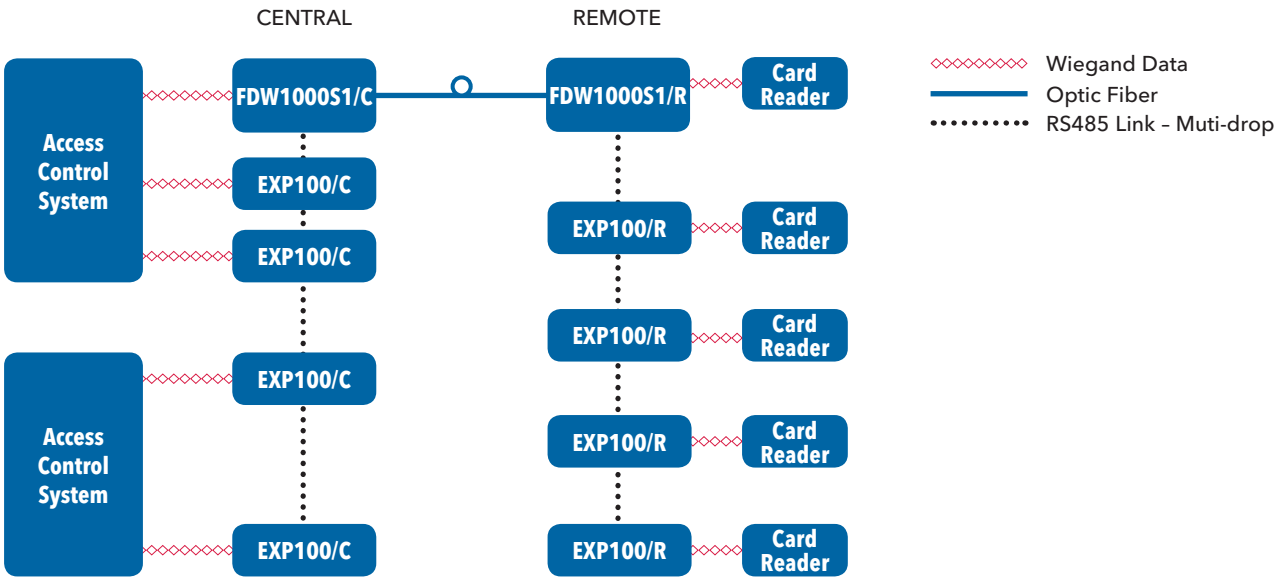 CENTRAL
REMOTE
Access
Control
System
FDW1000S1/C
EXP100/C
EXP100/C
Access
Control
System
EXP100/C
EXP100/C
FDW1000S1/R
Card
Reader
EXP100/R
Card
Reader
EXP100/R
Card
Reader
EXP100/R
Card
Reader
EXP100/R
Card
Reader
Wiegand Data
Optic Fiber
RS485 Link – Muti-drop